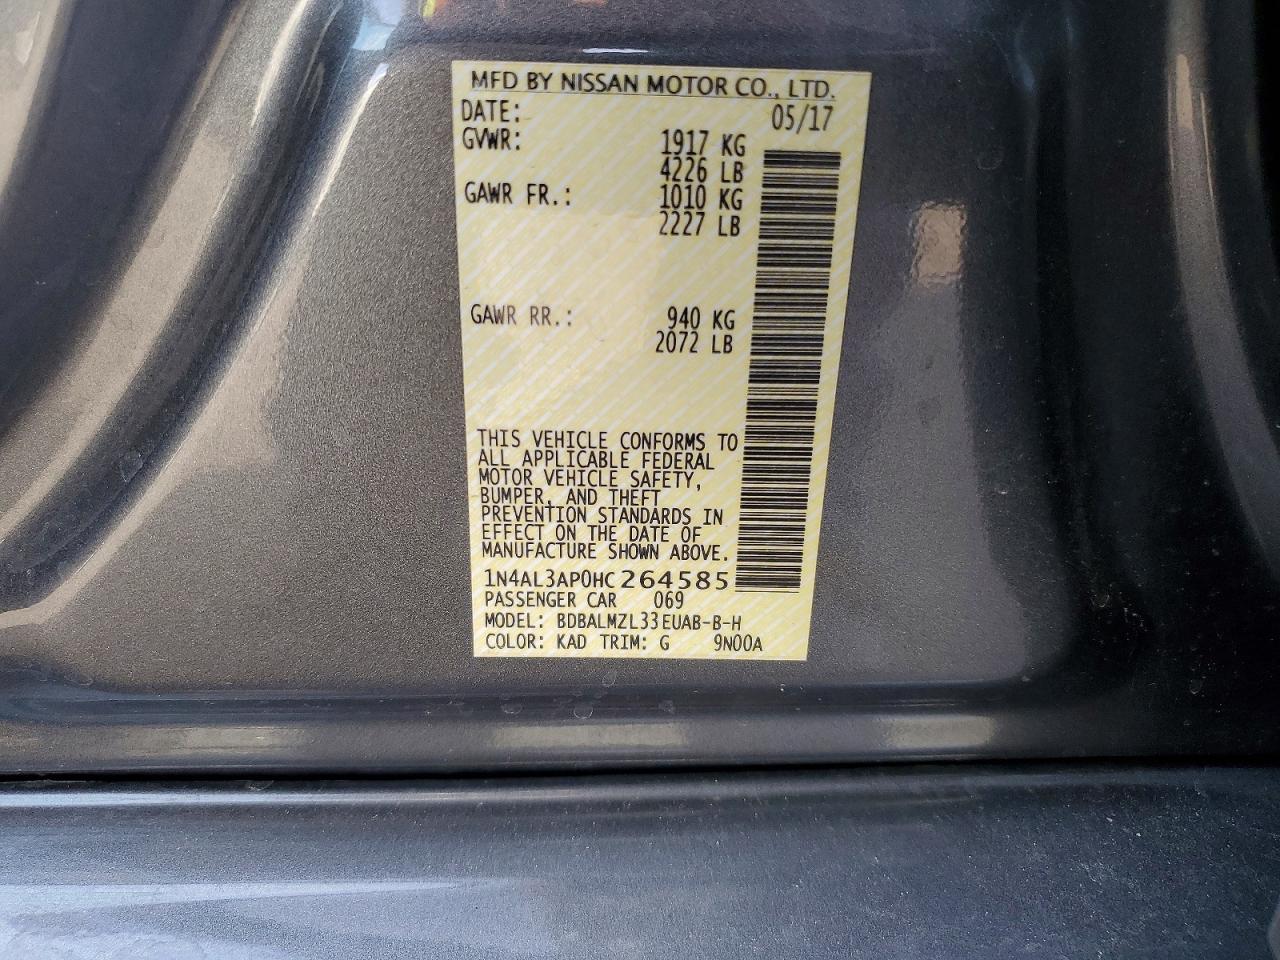 MFD BY NISSAN MOTOR CO., LTD.
DATE: 05/17
GVWR: 1917 KG
4226 LB
GAWR FR.: 1010 KG
2227 LB
GAWR RR.: 940 KG
2072 LB
THIS VEHICLE CONFORMS TO
ALL APPLICABLE FEDERAL
MOTOR VEHICLE SAFETY,
BUMPER, AND THEFT
PREVENTION STANDARDS IN
EFFECT ON THE DATE OF
MANUFACTURE SHOWN ABOVE.
1N4AL3AP0HC264585
PASSENGER CAR 069
MODEL: BDBALMZL33EUAB-B-H
COLOR: KAD TRIM: G 9N00A